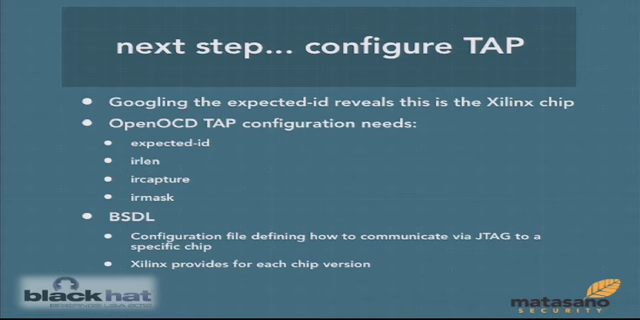 next step... configure TAP
Googling the expected-id reveals this is the Xilinx chip
OpenOCD TAP configuration needs:
expected-id
irlen
ircapture
irmask
BSDL
Configuration file defining how to communicate via JTAG to a
specific chip
Xilinx provides for each chip version
black hat
matasano
SECURITY